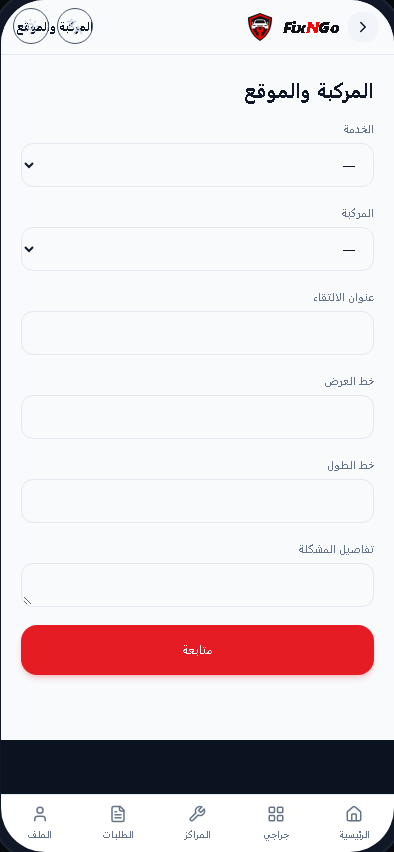 FixNGo
المركبة والموقع
المركبة والموقع
الخدمة
—
المركبة
—
عنوان الالتقاء
خط العرض
خط الطول
تفاصيل المشكلة
متابعة
الرئيسية
جراجي
المراكز
الطلبات
الملف